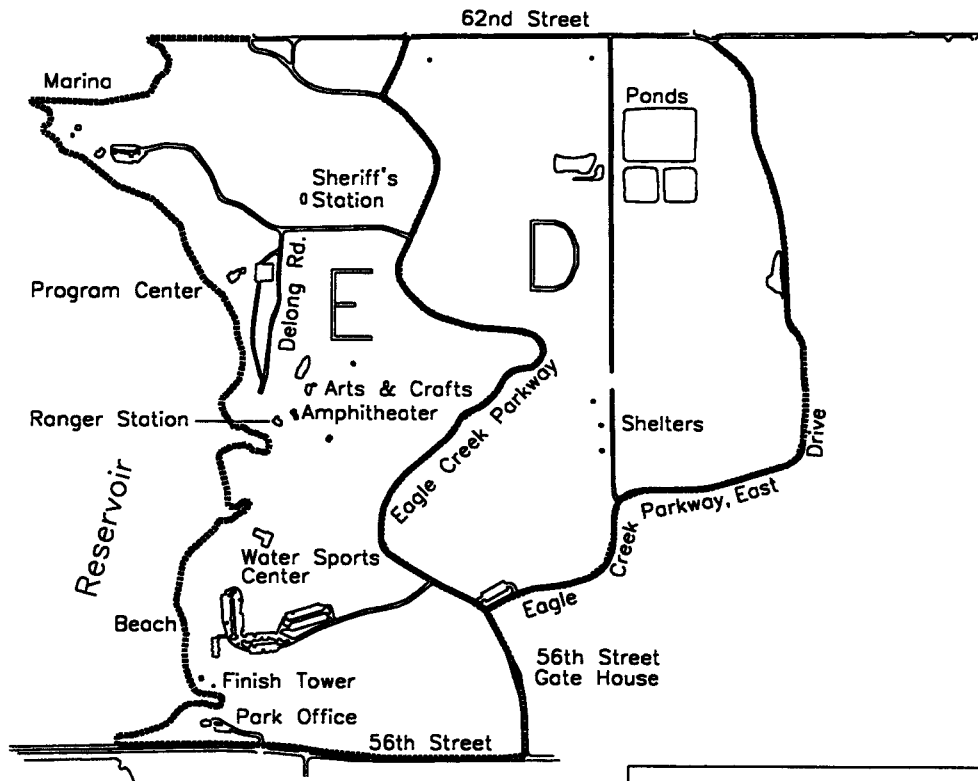 62nd Street
Marina
Ponds
Sheriff's
Station
Delong Rd.
Program Center
E
D
Arts & Crafts
Ranger Station
Amphitheater
Eagle Creek Parkway
Shelters
Drive
Reservoir
Parkway, East
Creek
Eagle
Water Sports
Center
Beach
56th Street
Gate House
Finish Tower
Park Office
56th Street